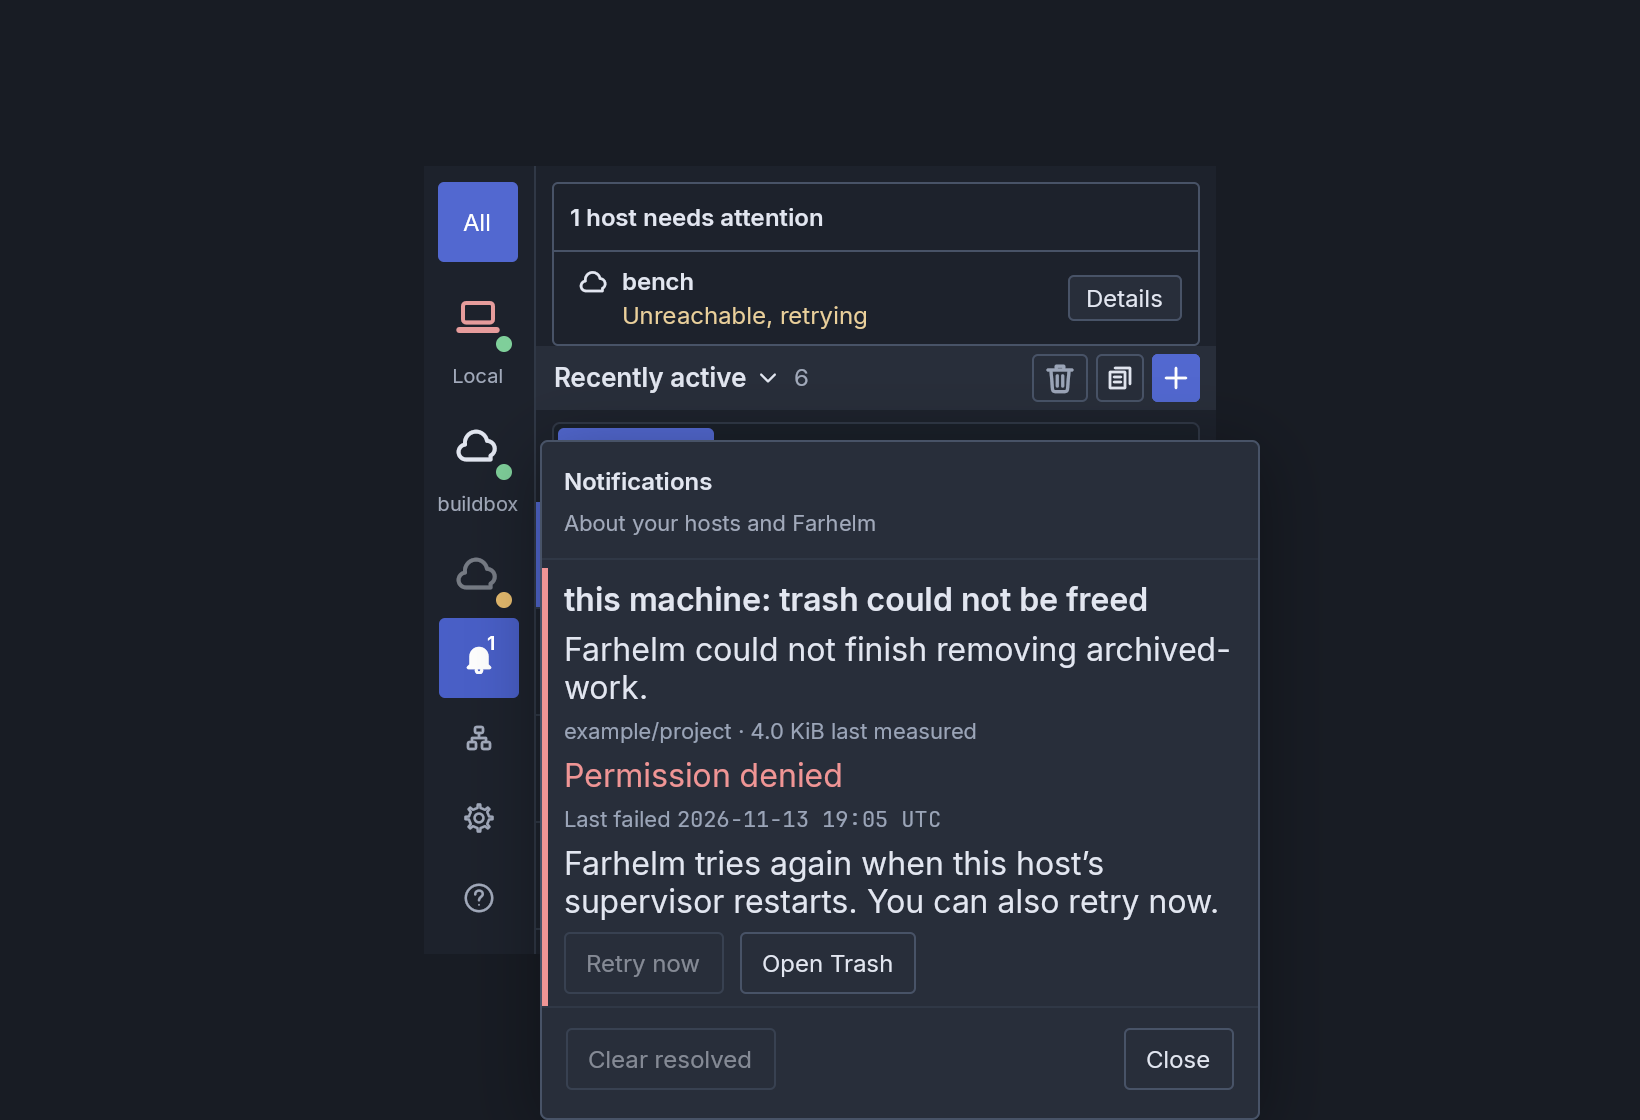 All
Local
buildbox
1
1 host needs attention
bench
Unreachable, retrying
Details
Recently active 6
Notifications
About your hosts and Farhelm
this machine: trash could not be freed
Farhelm could not finish removing archived-
work.
example/project · 4.0 KiB last measured
Permission denied
Last failed 2026-11-13 19:05 UTC
Farhelm tries again when this host’s
supervisor restarts. You can also retry now.
Retry now Open Trash
Clear resolved Close